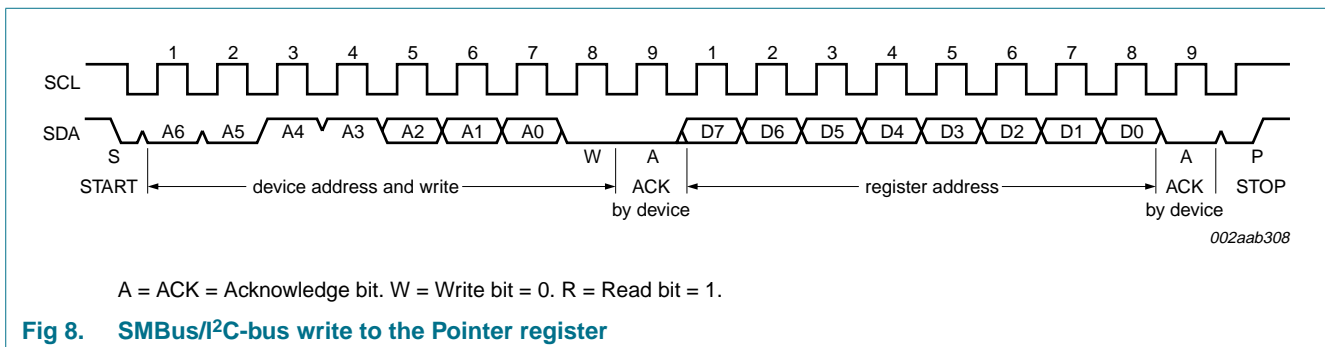 1 2 3 4 5 6 7 8 9 1 2 3 4 5 6 7 8 9
SCL
SDA A6 A5 A4 A3 A2 A1 A0 D7 D6 D5 D4 D3 D2 D1 D0
S W A A P
START device address and write ACK register address ACK STOP
by device by device
002aab308
A = ACK = Acknowledge bit. W = Write bit = 0. R = Read bit = 1.
Fig 8. SMBus/I²C-bus write to the Pointer register